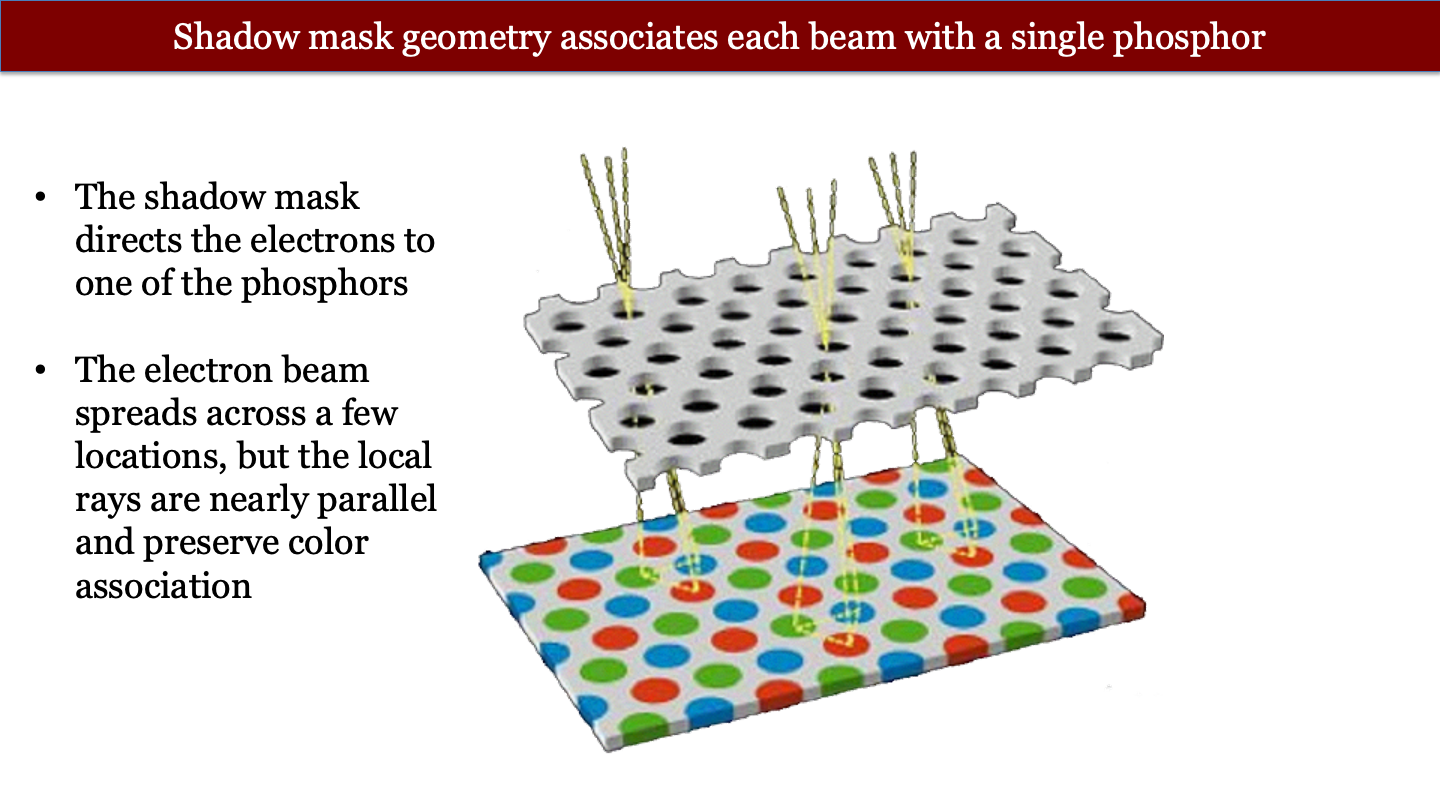 Shadow mask geometry associates each beam with a single phosphor
• The shadow mask
directs the electrons to
one of the phosphors
• The electron beam
spreads across a few
locations, but the local
rays are nearly parallel
and preserve color
association